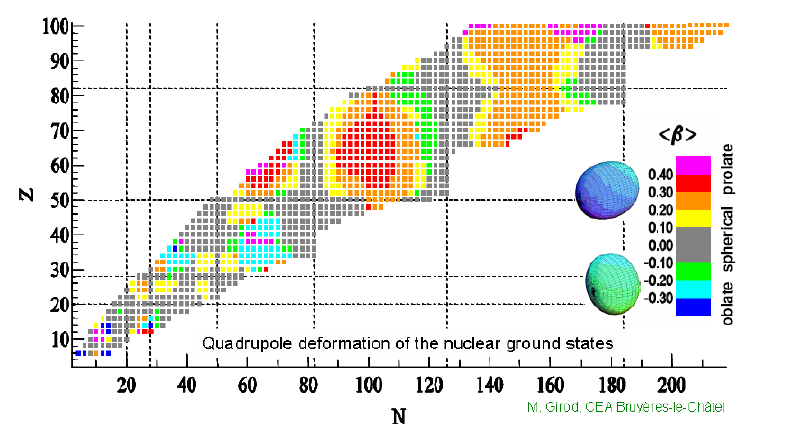 100
90
80
70
60
50
40
30
20
10
Z
<β>
0.40
0.30
0.20
0.10
0.00
-0.10
-0.20
-0.30
oblate spherical prolate
Quadrupole deformation of the nuclear ground states
20 40 60 80 100 120 140 160 180 200
N
M. Girod, CEA Bruyères-le-Châtel